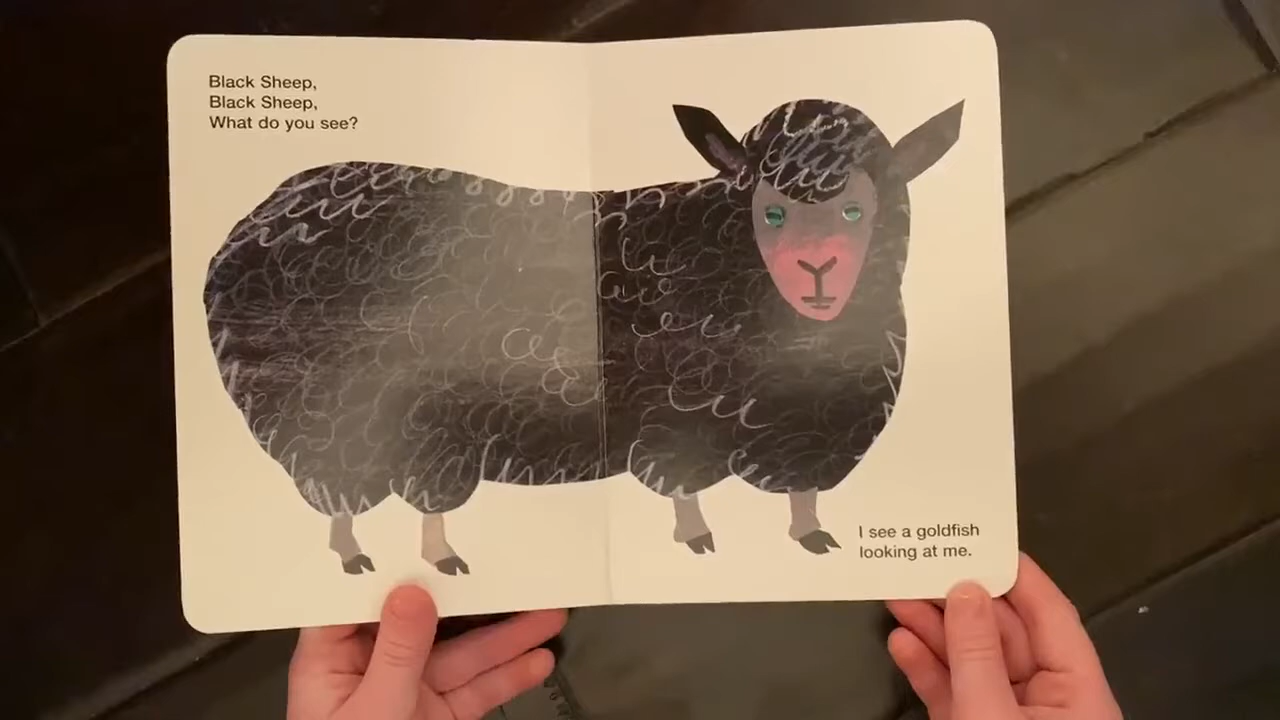 Black Sheep,
Black Sheep,
What do you see?
I see a goldfish
looking at me.